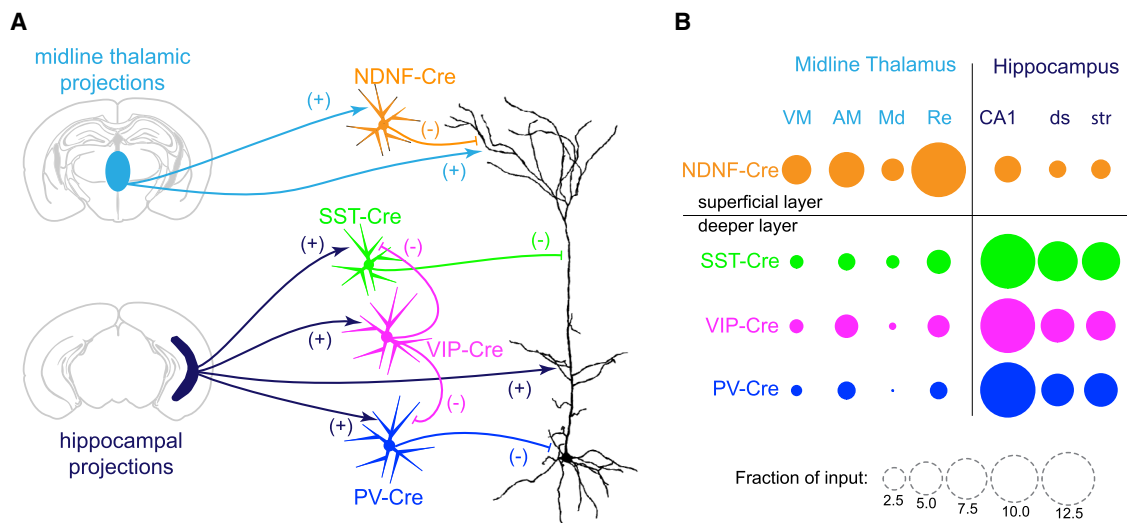 A
midline thalamic
projections
NDNF-Cre
(+)
(-)
(+)
SST-Cre
(+)
(-)
(-)
(+)
VIP-Cre
(+)
(-)
(+)
(-)
hippocampal
projections
PV-Cre
B
Midline Thalamus
Hippocampus
VM AM Md Re CA1 ds str
NDNF-Cre
superficial layer
deeper layer
SST-Cre
VIP-Cre
PV-Cre
Fraction of input:
2.5 5.0 7.5 10.0 12.5